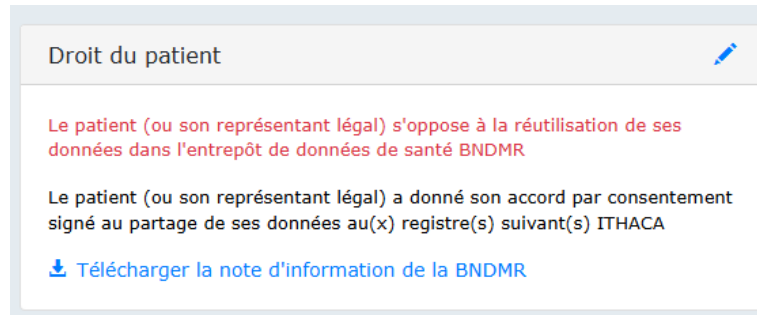 Droit du patient
Le patient (ou son représentant légal) s'oppose à la réutilisation de ses
données dans l'entrepôt de données de santé BNDMR
Le patient (ou son représentant légal) a donné son accord par consentement
signé au partage de ses données au(x) registre(s) suivant(s) ITHACA
Télécharger la note d'information de la BNDMR